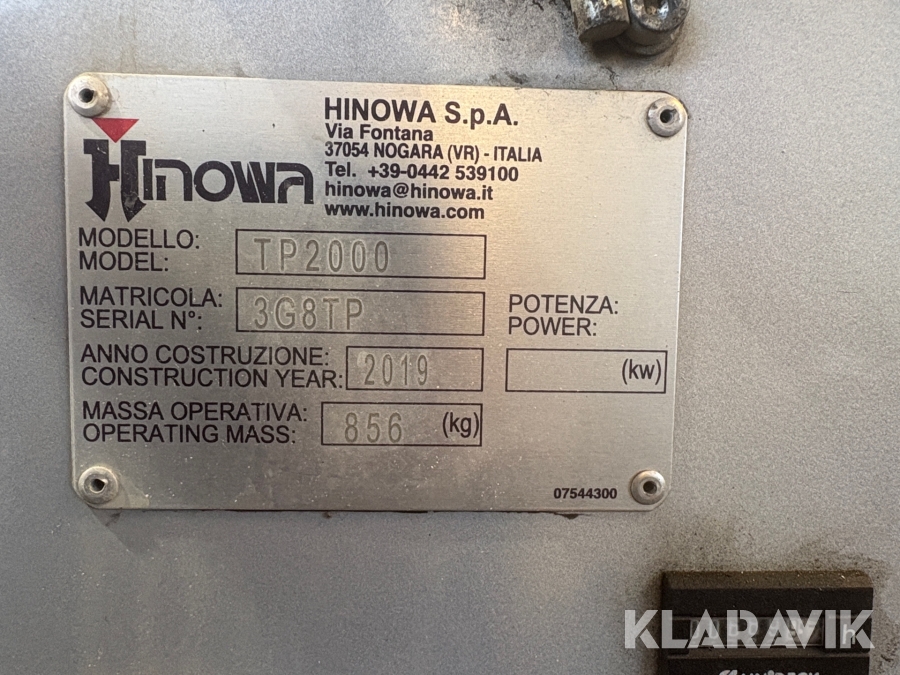 HINOWA
HINOWA S.p.A.
Via Fontana
37054 NOGARA (VR) - ITALIA
Tel. +39-0442 539100
hinowa@hinowa.it
www.hinowa.com
MODELLO:
MODEL:
TP2000
MATRICOLA:
SERIAL N°:
3G8TP
POTENZA:
POWER:
(kw)
ANNO COSTRUZIONE:
CONSTRUCTION YEAR:
2019
MASSA OPERATIVA:
OPERATING MASS:
856 (kg)
07544300
h
KLARAVIK